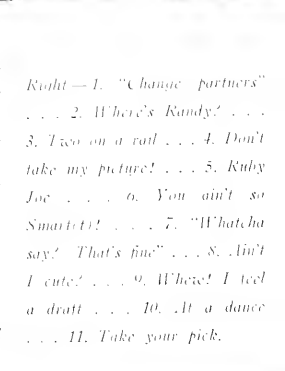 Right — 1. "Change partners"
. . . 2. Where's Randy? . . .
3. Two on a rail . . . 4. Don't
take my picture! . . . 5. Ruby
Joe . . . 6. You ain't so
Smart(t)! . . . 7. "Whatcha
say? That's fine" . . . 8. Ain't
I cute? . . . 9. Whee! I feel
a draft . . . 10. At a dance
. . . 11. Take your pick.